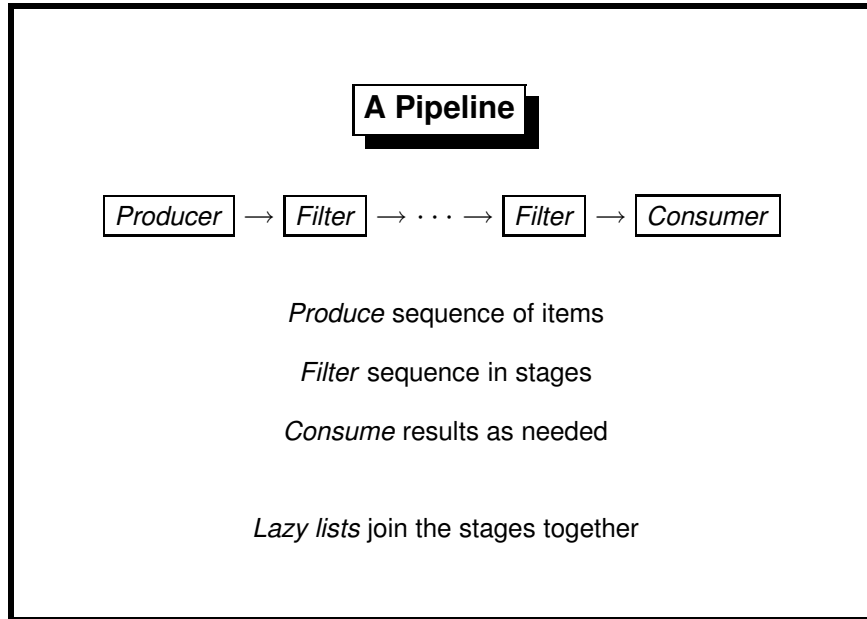 A Pipeline
Producer → Filter → · · · → Filter → Consumer
Produce sequence of items
Filter sequence in stages
Consume results as needed
Lazy lists join the stages together